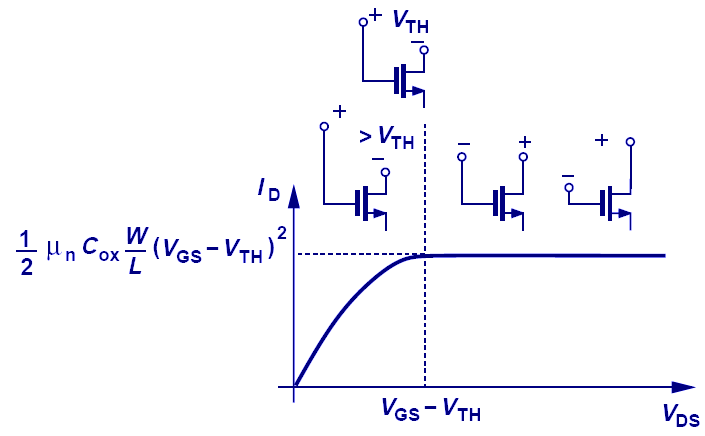 + V_TH
−
+
> V_TH
−
− +
+
−
I_D
1/2 μ_n C_ox W/L (V_GS – V_TH)^2
V_GS – V_TH
V_DS